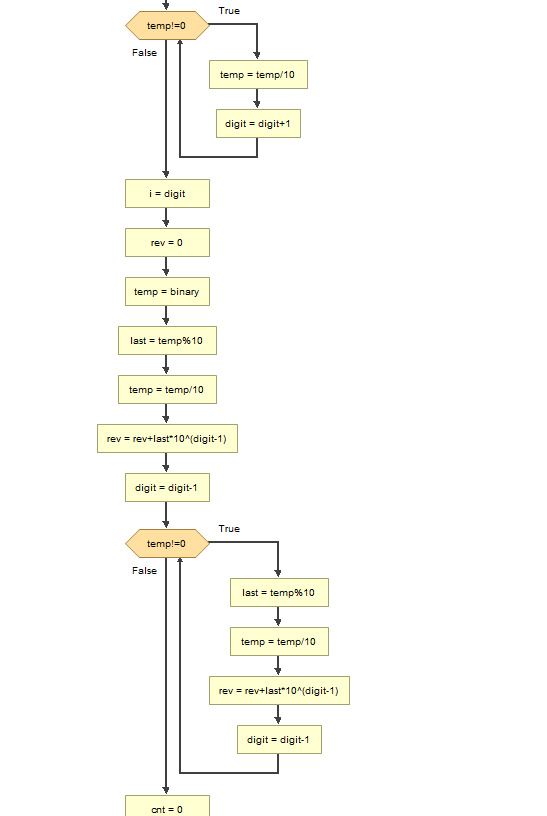 True
temp!=0
False
temp = temp/10
digit = digit+1
i = digit
rev = 0
temp = binary
last = temp%10
temp = temp/10
rev = rev+last*10^(digit-1)
digit = digit-1
True
temp!=0
False
last = temp%10
temp = temp/10
rev = rev+last*10^(digit-1)
digit = digit-1
cnt = 0